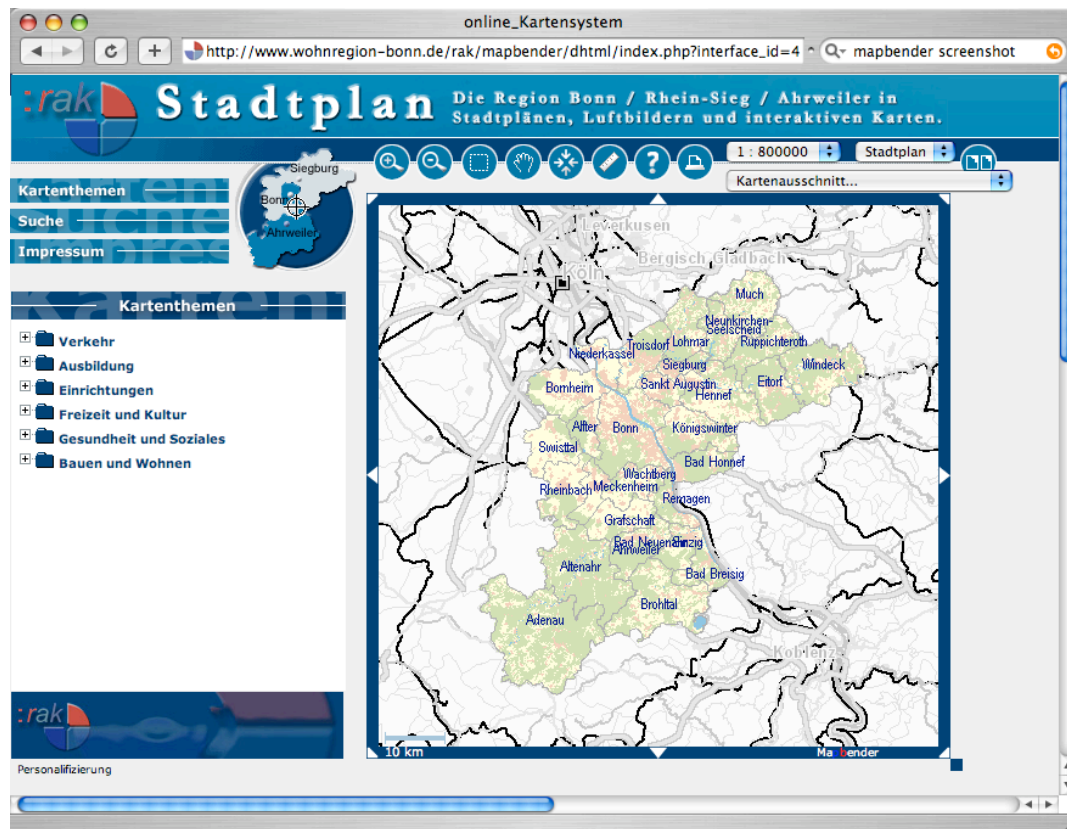 online_Kartensystem
http://www.wohnregion-bonn.de/rak/mapbender/dhtml/index.php?interface_id=4
mapbender screenshot
:rak
Stadtplan
Die Region Bonn / Rhein-Sieg / Ahrweiler in
Stadtplänen, Luftbildern und interaktiven Karten.
1 : 800000
Stadtplan
Kartenausschnitt...
Siegburg
Bonn
Ahrweiler
Kartenthemen
Suche
Impressum
Kartenthemen
Verkehr
Ausbildung
Einrichtungen
Freizeit und Kultur
Gesundheit und Soziales
Bauen und Wohnen
Leverkusen
Bergisch Gladbach
Köln
Much
Neunkirchen-
Seelscheid
Troisdorf Lohmar Ruppichteroth
Niederkassel
Siegburg Windeck
Bornheim Sankt Augustin Eitorf
Hennef
Alfter Bonn Königswinter
Swisttal
Bad Honnef
Wachtberg
Rheinbach Meckenheim
Remagen
Grafschaft
Bad Neuenahr- Sinzig
Ahrweiler
Altenahr Bad Breisig
Brohltal
Adenau
Koblenz
10 km
Mapbender
:rak
Personalifizierung